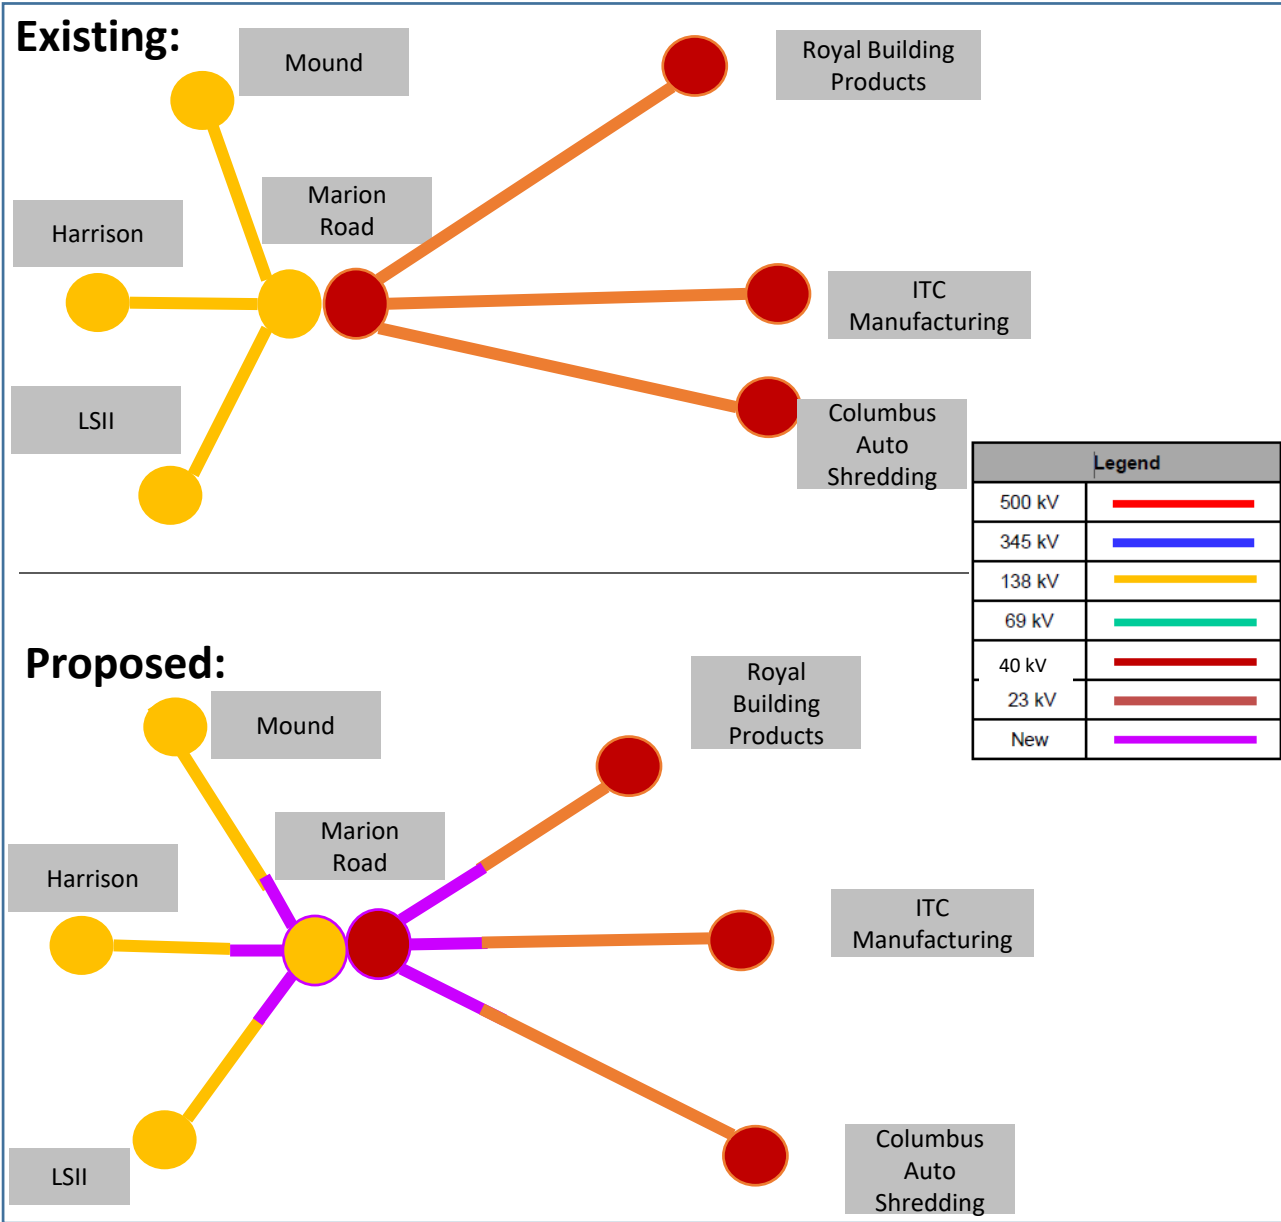 Existing:
Mound
Royal Building
Products
Marion
Road
Harrison
ITC
Manufacturing
LSII
Columbus
Auto
Shredding
Legend
500 kV
345 kV
138 kV
69 kV
40 kV
23 kV
New
Proposed:
Royal
Building
Products
Mound
Marion
Road
Harrison
ITC
Manufacturing
LSII
Columbus
Auto
Shredding